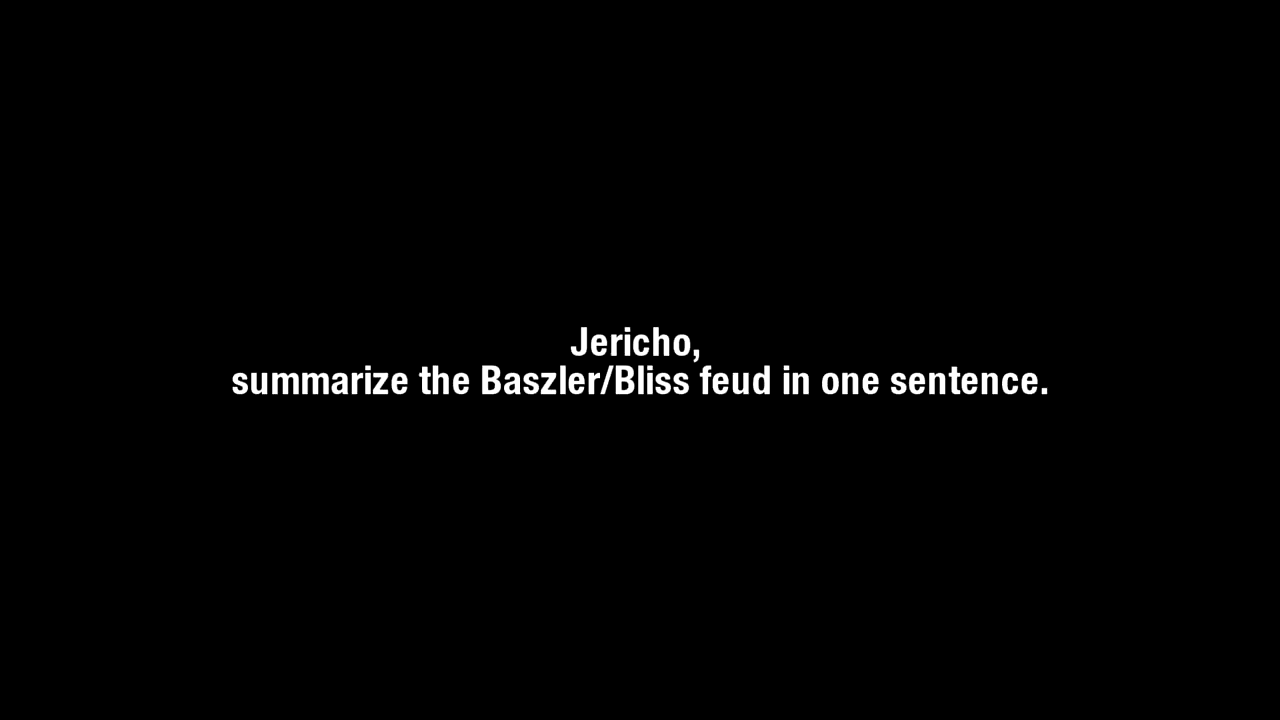 Jericho,
summarize the Baszler/Bliss feud in one sentence.